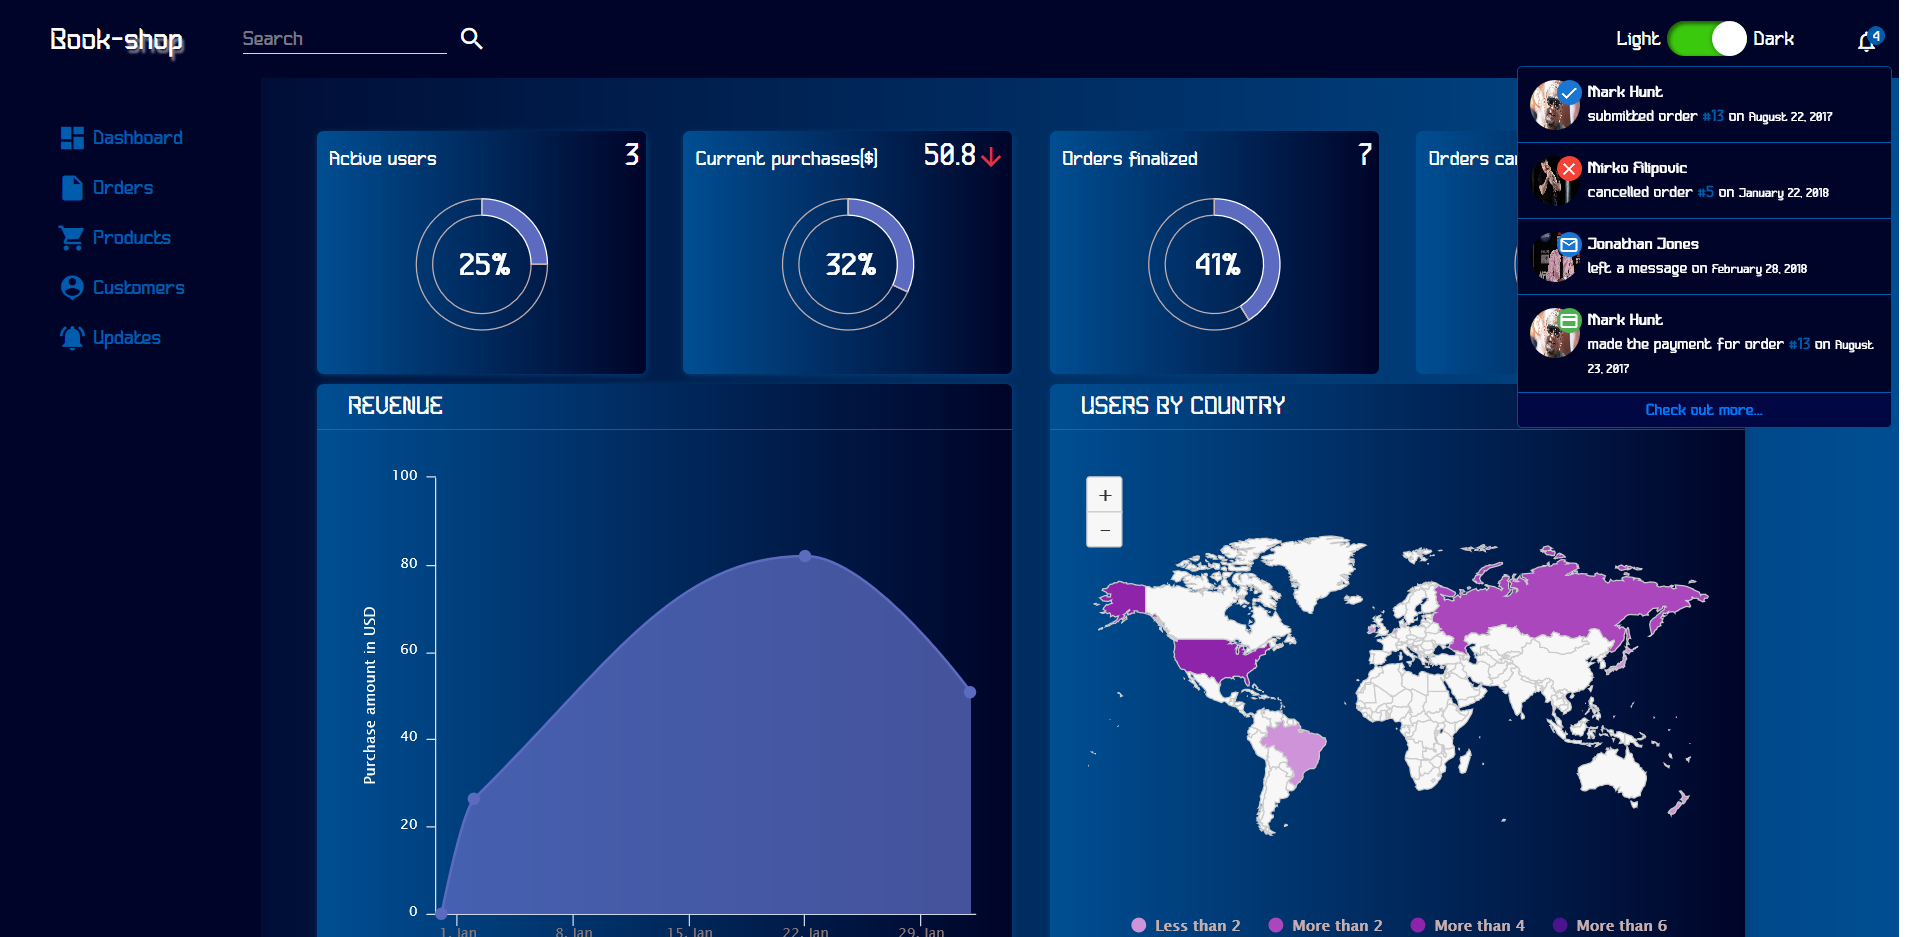 Book-shop
Search
Light
Dark
4
Dashboard
Orders
Products
Customers
Updates
Active users
3
25%
Current purchases($)
50.8
32%
Orders finalized
7
41%
Orders
Mark Hunt
submitted order #13 on August 22, 2017
Mirko Filipovic
cancelled order #5 on January 22, 2018
Jonathan Jones
left a message on February 28, 2018
Mark Hunt
made the payment for order #13 on August
23, 2017
Check out more...
REVENUE
100
80
60
40
20
0
Purchase amount in USD
1. Jan
8. Jan
15. Jan
22. Jan
29. Jan
USERS BY COUNTRY
+
−
Less than 2
More than 2
More than 4
More than 6